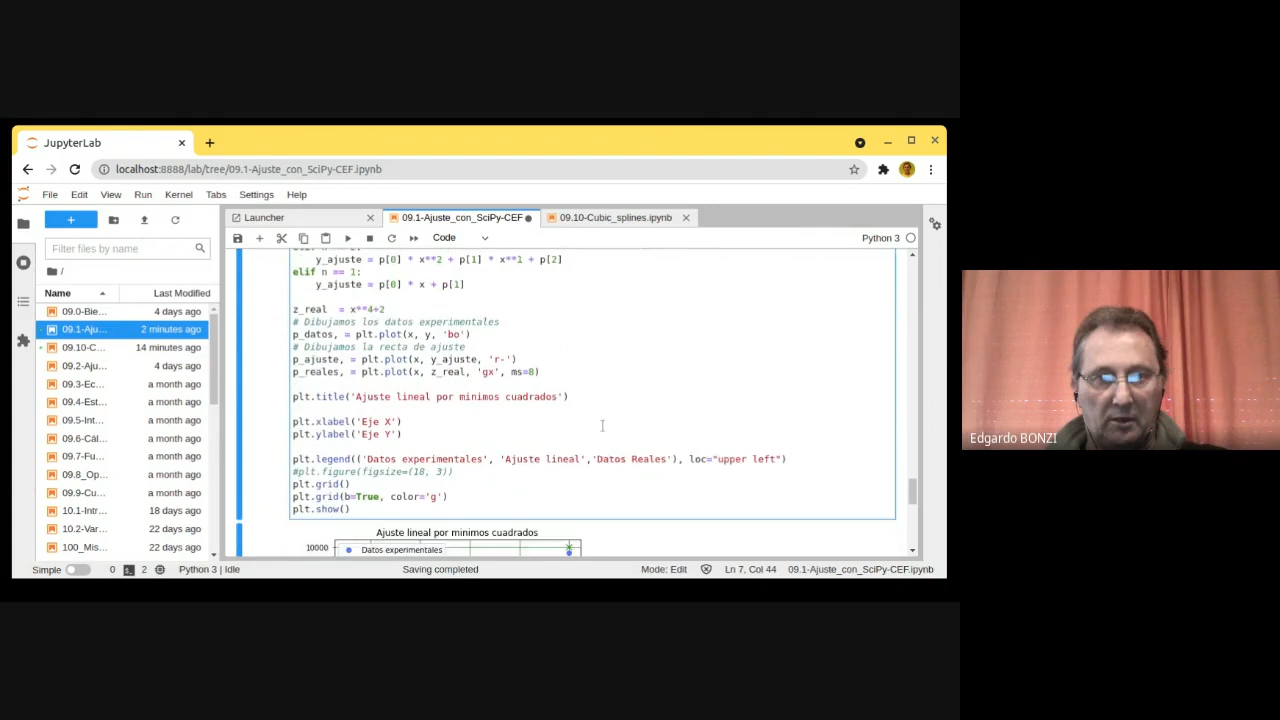 JupyterLab
localhost:8888/lab/tree/09.1-Ajuste_con_SciPy-CEF.ipynb
File Edit View Run Kernel Tabs Settings Help
Launcher
09.1-Ajuste_con_SciPy-CEF
09.10-Cubic_splines.ipynb
Code
Python 3
Filter files by name
/
Name Last Modified
09.0-Bie... 4 days ago
09.1-Aju... 2 minutes ago
09.10-C... 14 minutes ago
09.2-Aju... 4 days ago
09.3-Ec... a month ago
09.4-Est... a month ago
09.5-Int... a month ago
09.6-Cál... a month ago
09.7-Fu... a month ago
09.8_Op... a month ago
09.9-Cu... a month ago
10.1-Intr... 18 days ago
10.2-Var... 22 days ago
100_Mis... 22 days ago
y_ajuste = p[0] * x**2 + p[1] * x**1 + p[2]
elif n == 1:
y_ajuste = p[0] * x + p[1]
z_real = x**4+2
# Dibujamos los datos experimentales
p_datos, = plt.plot(x, y, 'bo')
# Dibujamos la recta de ajuste
p_ajuste, = plt.plot(x, y_ajuste, 'r-')
p_reales, = plt.plot(x, z_real, 'gx', ms=8)
plt.title('Ajuste lineal por minimos cuadrados')
plt.xlabel('Eje X')
plt.ylabel('Eje Y')
plt.legend(('Datos experimentales', 'Ajuste lineal','Datos Reales'), loc="upper left")
#plt.figure(figsize=(18, 3))
plt.grid()
plt.grid(b=True, color='g')
plt.show()
Ajuste lineal por minimos cuadrados
10000
Datos experimentales
Simple 0 2 Python 3 | Idle Saving completed Mode: Edit Ln 7, Col 44 09.1-Ajuste_con_SciPy-CEF.ipynb
Edgardo BONZI